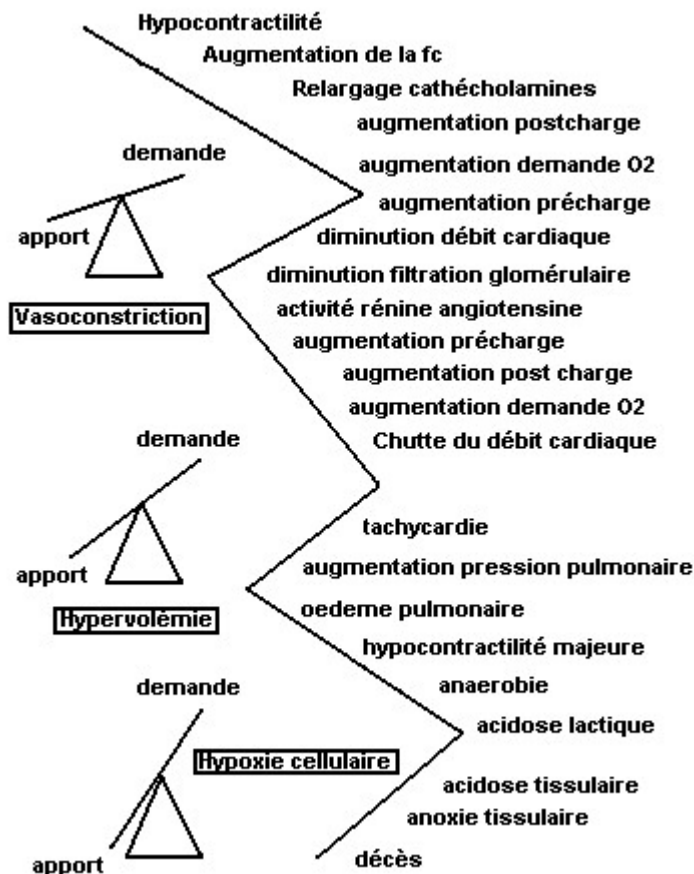 Hypocontractilité
Augmentation de la fc
Relargage cathécholamines
augmentation postcharge
demande
augmentation demande O2
augmentation précharge
apport
diminution débit cardiaque
diminution filtration glomérulaire
Vasoconstriction
activité rénine angiotensine
augmentation précharge
augmentation post charge
augmentation demande O2
demande
Chutte du débit cardiaque
tachycardie
apport
augmentation pression pulmonaire
Hypervolémie
oedeme pulmonaire
hypocontractilité majeure
demande
anaerobie
acidose lactique
Hypoxie cellulaire
acidose tissulaire
anoxie tissulaire
apport
décès